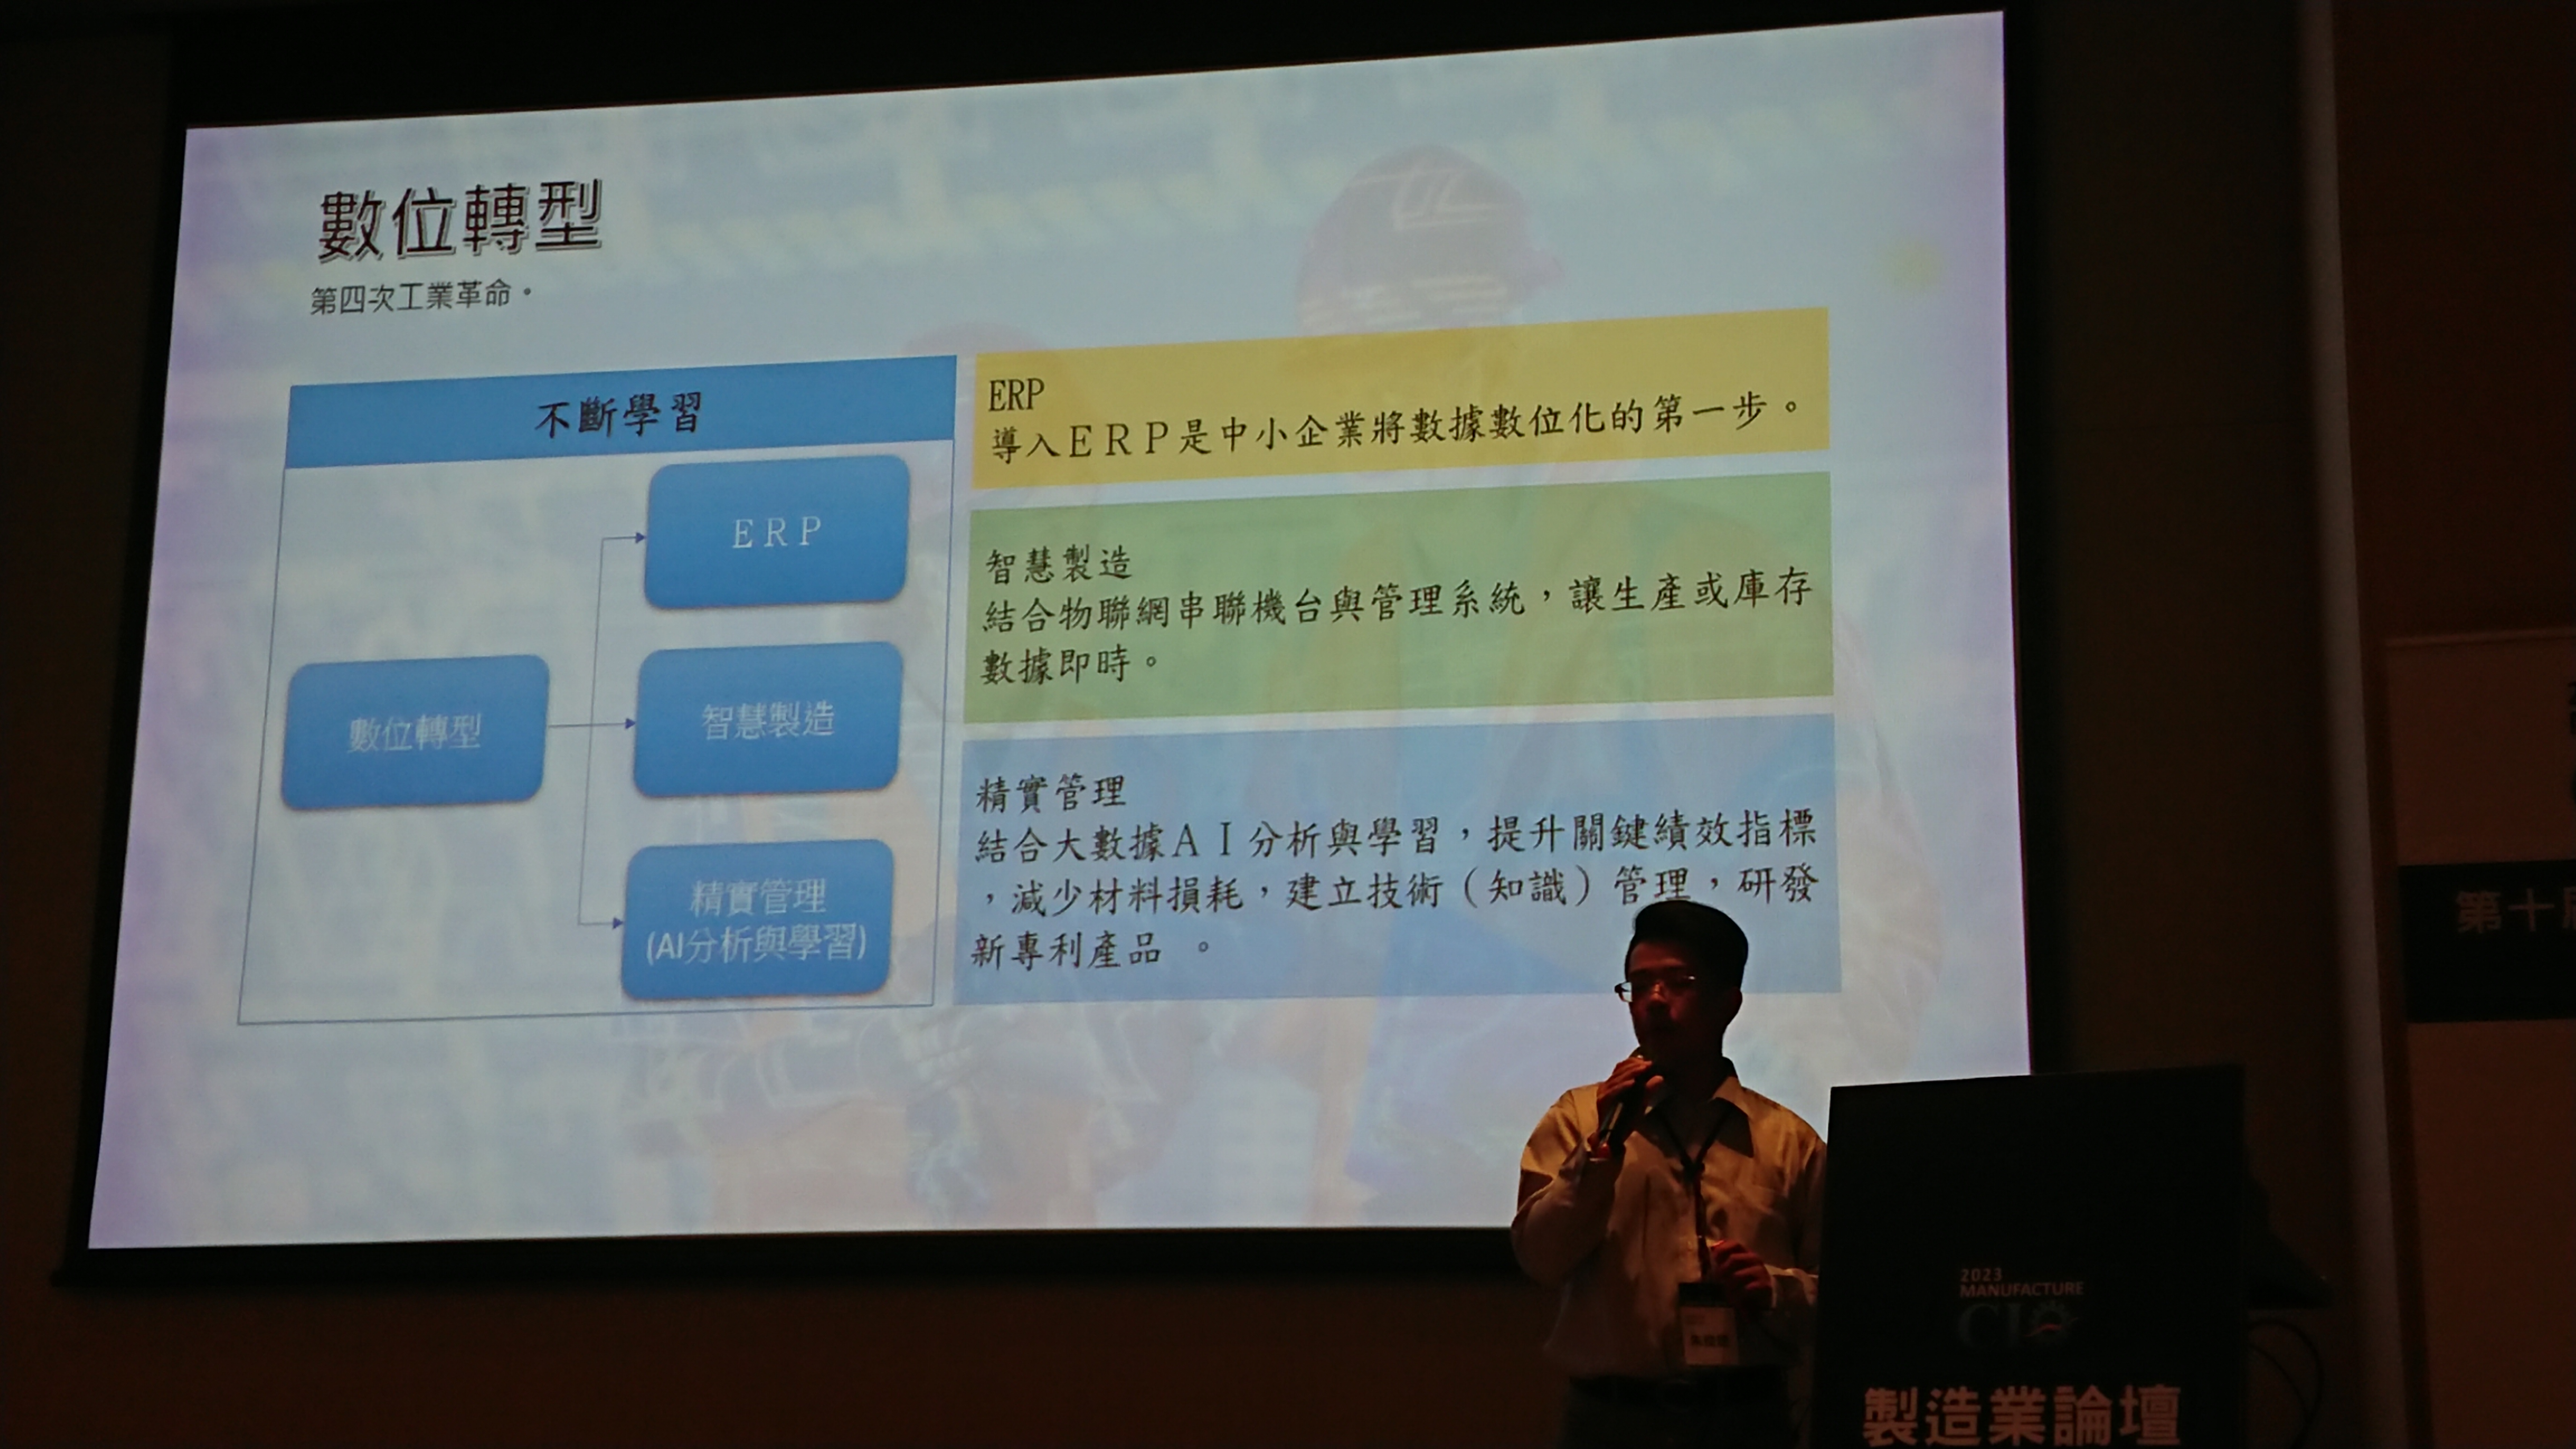 數位轉型
第四次工業革命。
不斷學習
數位轉型
ERP
智慧製造
精實管理
(AI分析與學習)
ERP
導入ERP是中小企業將數據數位化的第一步。
智慧製造
結合物聯網串聯機台與管理系統，讓生產或庫存
數據即時。
精實管理
結合大數據AI分析與學習，提升關鍵績效指標
，減少材料損耗，建立技術（知識）管理，研發
新專利產品 。
2023
MANUFACTURE
CIO
製造業論壇
第十